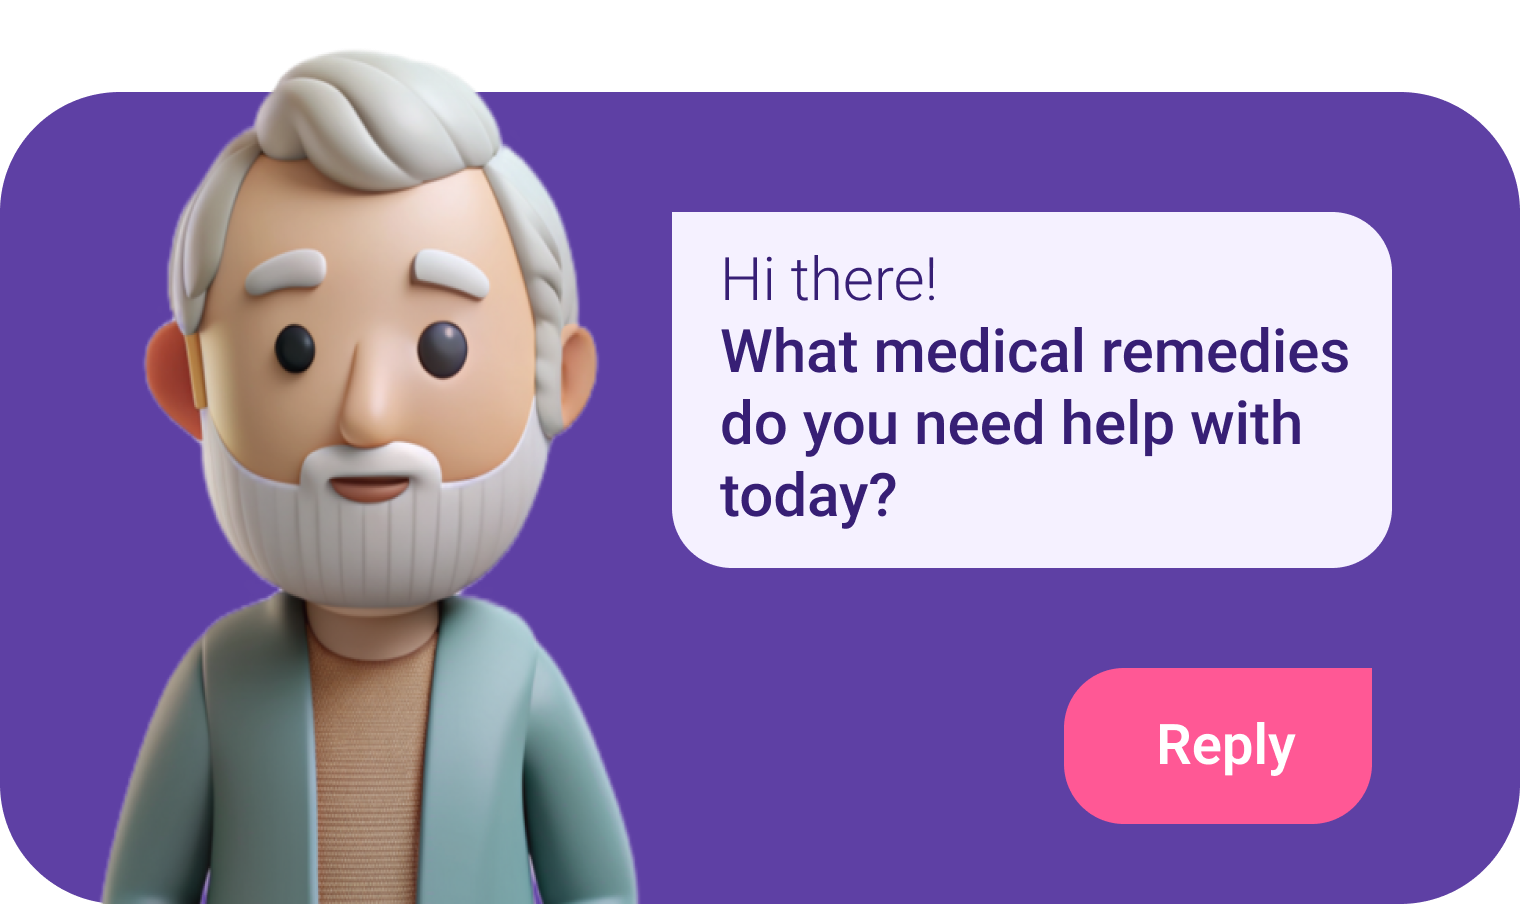 Hi there!
What medical remedies
do you need help with
today?
Reply